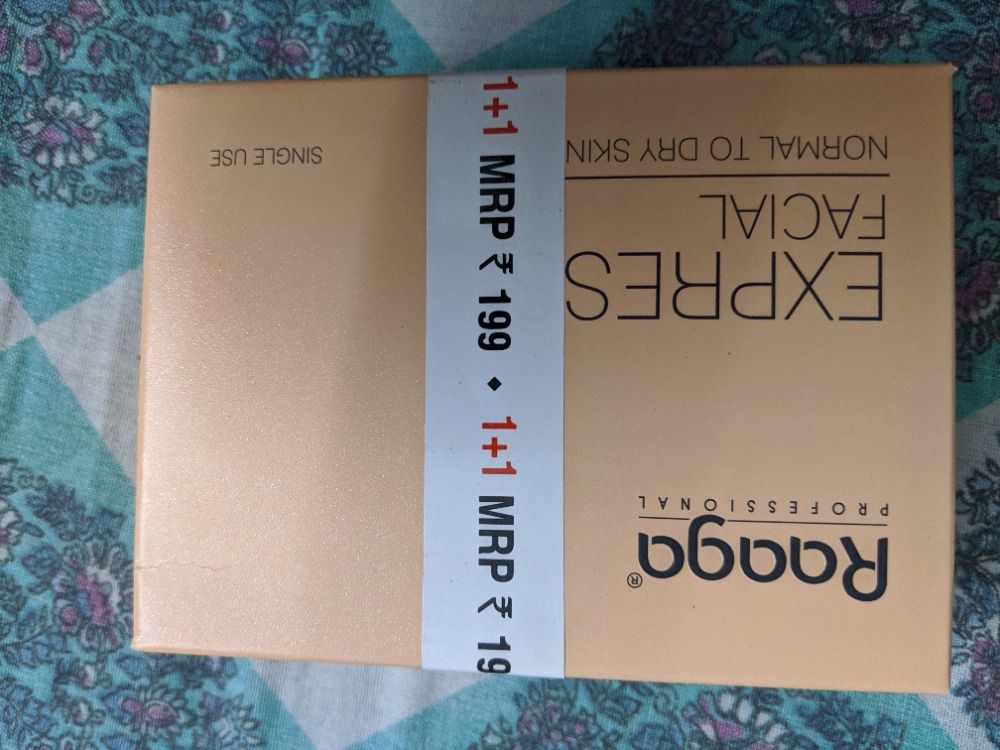 Raaga®
PROFESSIONAL
EXPRES
FACIAL
NORMAL TO DRY SKIN
SINGLE USE
1+1 MRP ₹ 199 ◆ 1+1 MRP ₹ 19